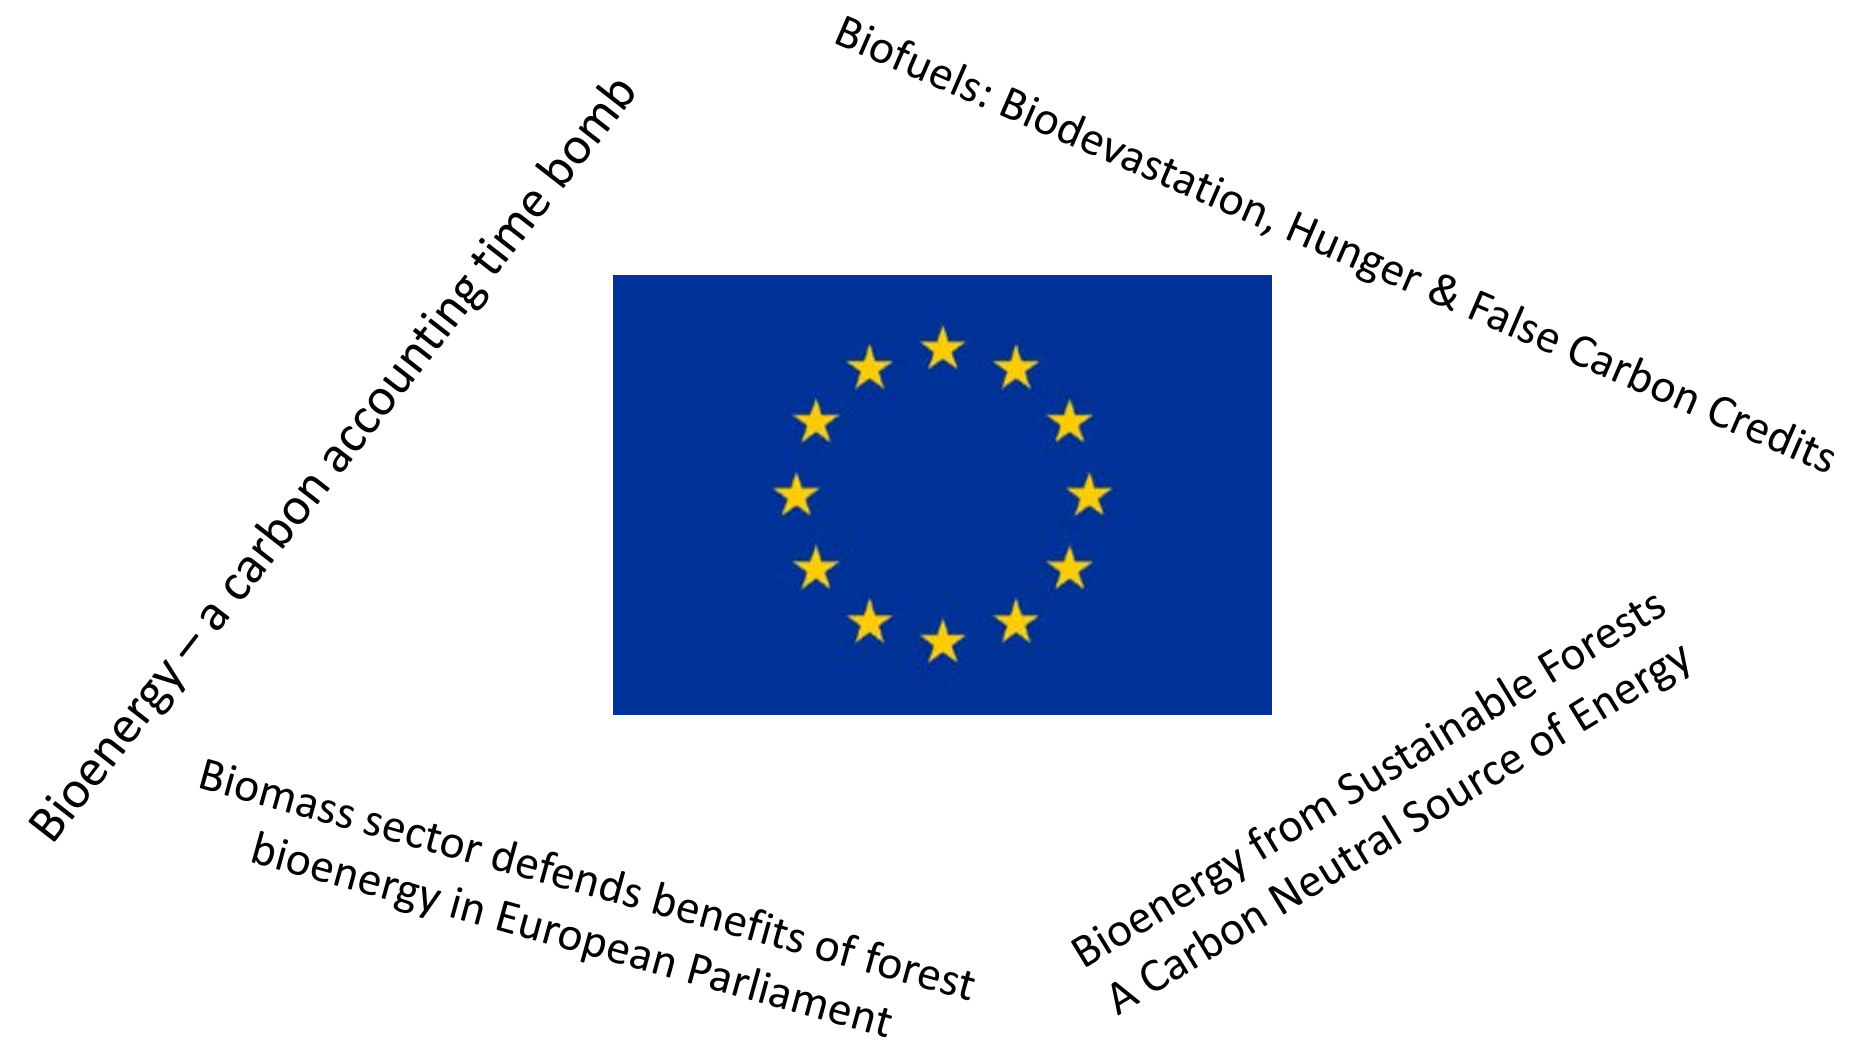 Biofuels: Biodevastation, Hunger & False Carbon Credits
Bioenergy – a carbon accounting time bomb
Bioenergy from Sustainable Forests
A Carbon Neutral Source of Energy
Biomass sector defends benefits of forest
bioenergy in European Parliament